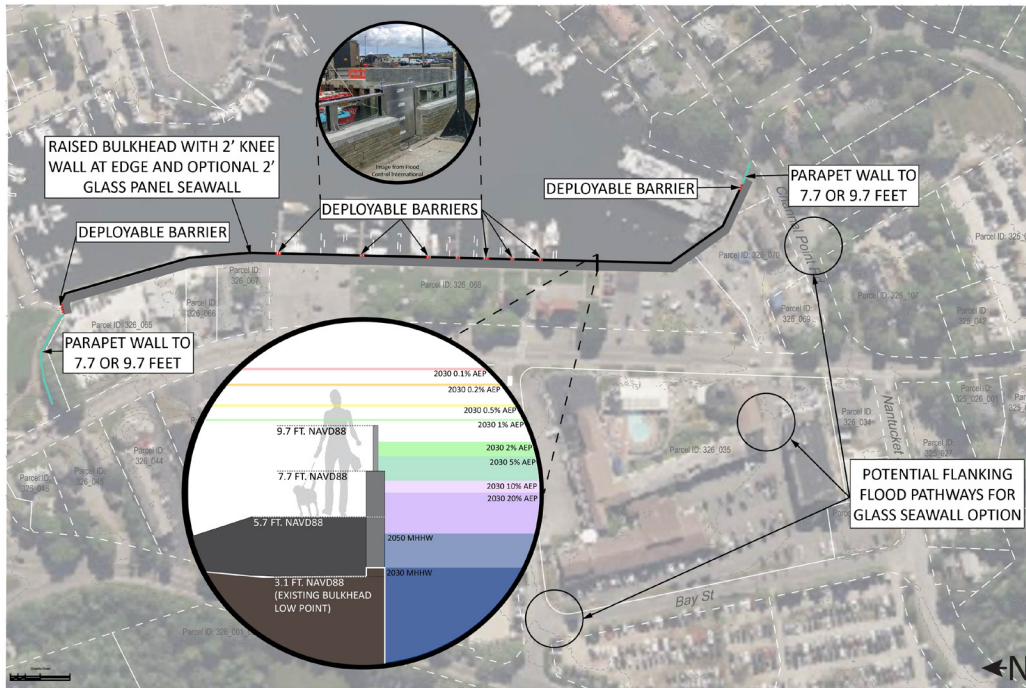 Image from Flood
Control International
RAISED BULKHEAD WITH 2' KNEE
WALL AT EDGE AND OPTIONAL 2'
GLASS PANEL SEAWALL
DEPLOYABLE BARRIER
DEPLOYABLE BARRIERS
DEPLOYABLE BARRIER
PARAPET WALL TO
7.7 OR 9.7 FEET
Channel Point
Parcel ID:
326_067
Parcel ID: 326_068
Parcel ID: 326_070
Parcel ID:
326_066
Parcel ID: 326_065
Parcel ID:
326_069
Parcel ID:
326_042
PARAPET WALL TO
7.7 OR 9.7 FEET
2030 0.1% AEP
2030 0.2% AEP
2030 0.5% AEP
2030 1% AEP
9.7 FT. NAVD88
2030 2% AEP
2030 5% AEP
7.7 FT. NAVD88
2030 10% AEP
2030 20% AEP
5.7 FT. NAVD88
2050 MHHW
2030 MHHW
3.1 FT. NAVD88
(EXISTING BULKHEAD
LOW POINT)
Parcel ID:
326_044
Parcel ID: 326_035
Parcel ID:
326_034
Nantucket
Parcel ID:
325_026_001
Parcel ID:
POTENTIAL FLANKING
FLOOD PATHWAYS FOR
GLASS SEAWALL OPTION
Bay St
N